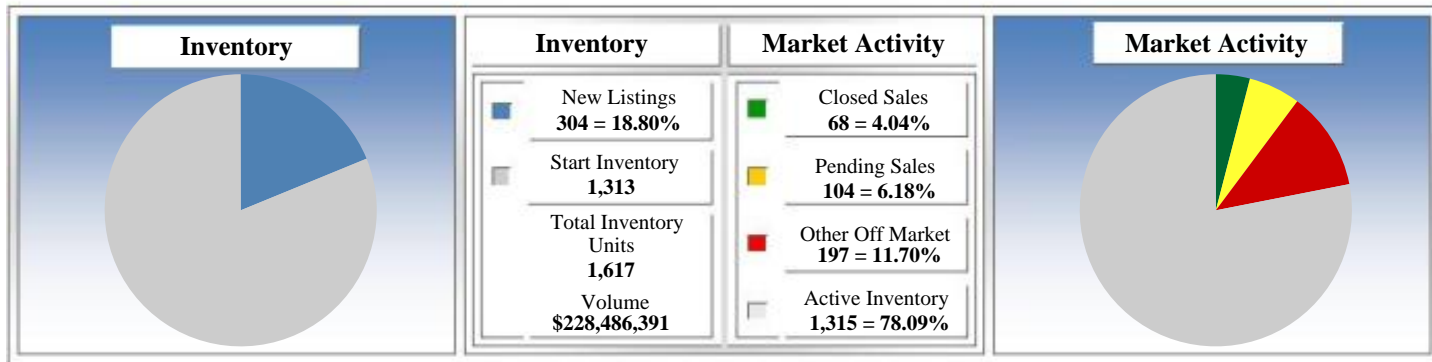 Inventory
Inventory
New Listings
304 = 18.80%
Start Inventory
1,313
Total Inventory
Units
1,617
Volume
$228,486,391
Market Activity
Closed Sales
68 = 4.04%
Pending Sales
104 = 6.18%
Other Off Market
197 = 11.70%
Active Inventory
1,315 = 78.09%
Market Activity